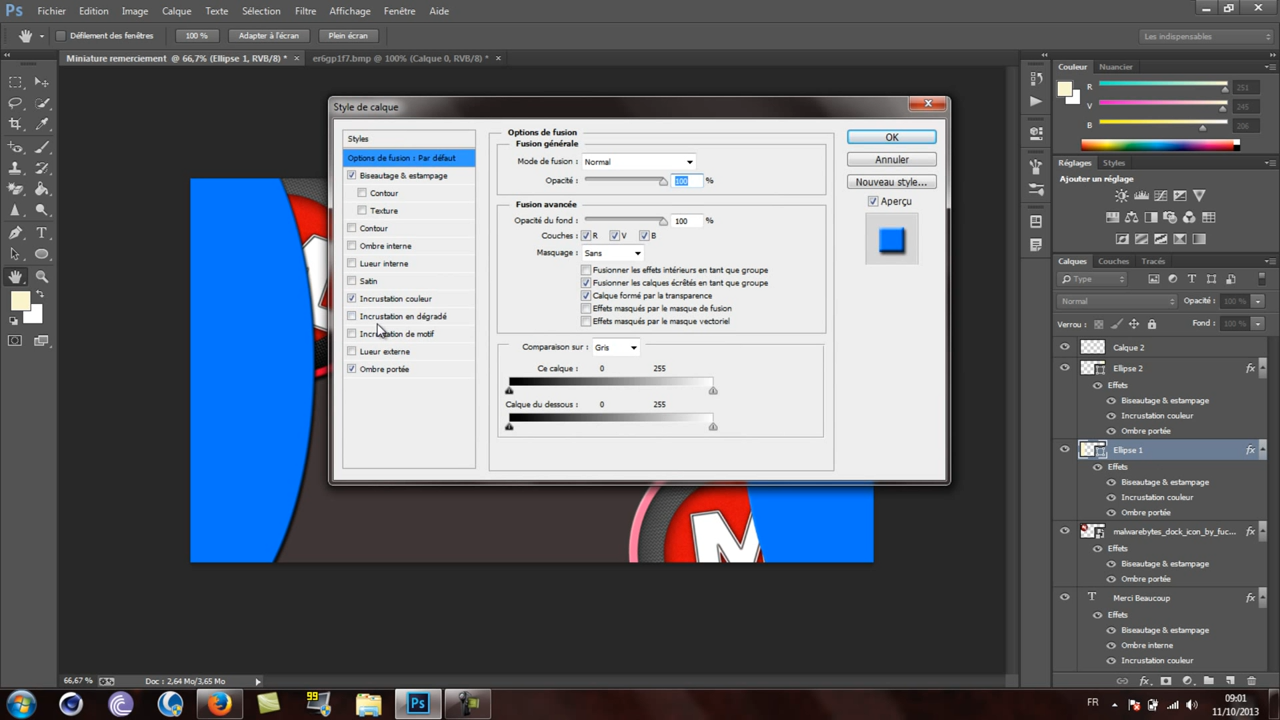 Ps Fichier Edition Image Calque Texte Sélection Filtre Affichage Fenêtre Aide
Défilement des fenêtres 100 % Adapter à l'écran Plein écran Les indispensables
Miniature remerciement @ 66,7% (Ellipse 1, RVB/8) * × er6gp1f7.bmp @ 100% (Calque 0, RVB/8) * ×
Style de calque
Styles
Options de fusion : Par défaut
Biseautage & estampage
Contour
Texture
Contour
Ombre interne
Lueur interne
Satin
Incrustation couleur
Incrustation en dégradé
Incrustation de motif
Lueur externe
Ombre portée
Options de fusion
Fusion générale
Mode de fusion : Normal
Opacité : 100 %
Fusion avancée
Opacité du fond : 100 %
Couches : R V B
Masquage : Sans
Fusionner les effets intérieurs en tant que groupe
Fusionner les calques écrêtés en tant que groupe
Calque formé par la transparence
Effets masqués par le masque de fusion
Effets masqués par le masque vectoriel
Comparaison sur : Gris
Ce calque : 0 255
Calque du dessous : 0 255
OK
Annuler
Nouveau style...
Aperçu
M
Couleur Nuancier
R 251
V 245
B 206
Réglages Styles
Ajouter un réglage
Calques Couches Tracés
Type
Normal Opacité : 100 %
Verrou : Fond : 100 %
Calque 2
Ellipse 2 fx
Effets
Biseautage & estampage
Incrustation couleur
Ombre portée
Ellipse 1 fx
Effets
Biseautage & estampage
Incrustation couleur
Ombre portée
malwarebytes_dock_icon_by_fuc... fx
Effets
Biseautage & estampage
Ombre portée
T Merci Beaucoup fx
Effets
Biseautage & estampage
Ombre interne
Incrustation couleur
66,67 % Doc : 2,64 Mo/3,65 Mo
99
Ps
FR
09:01
11/10/2013